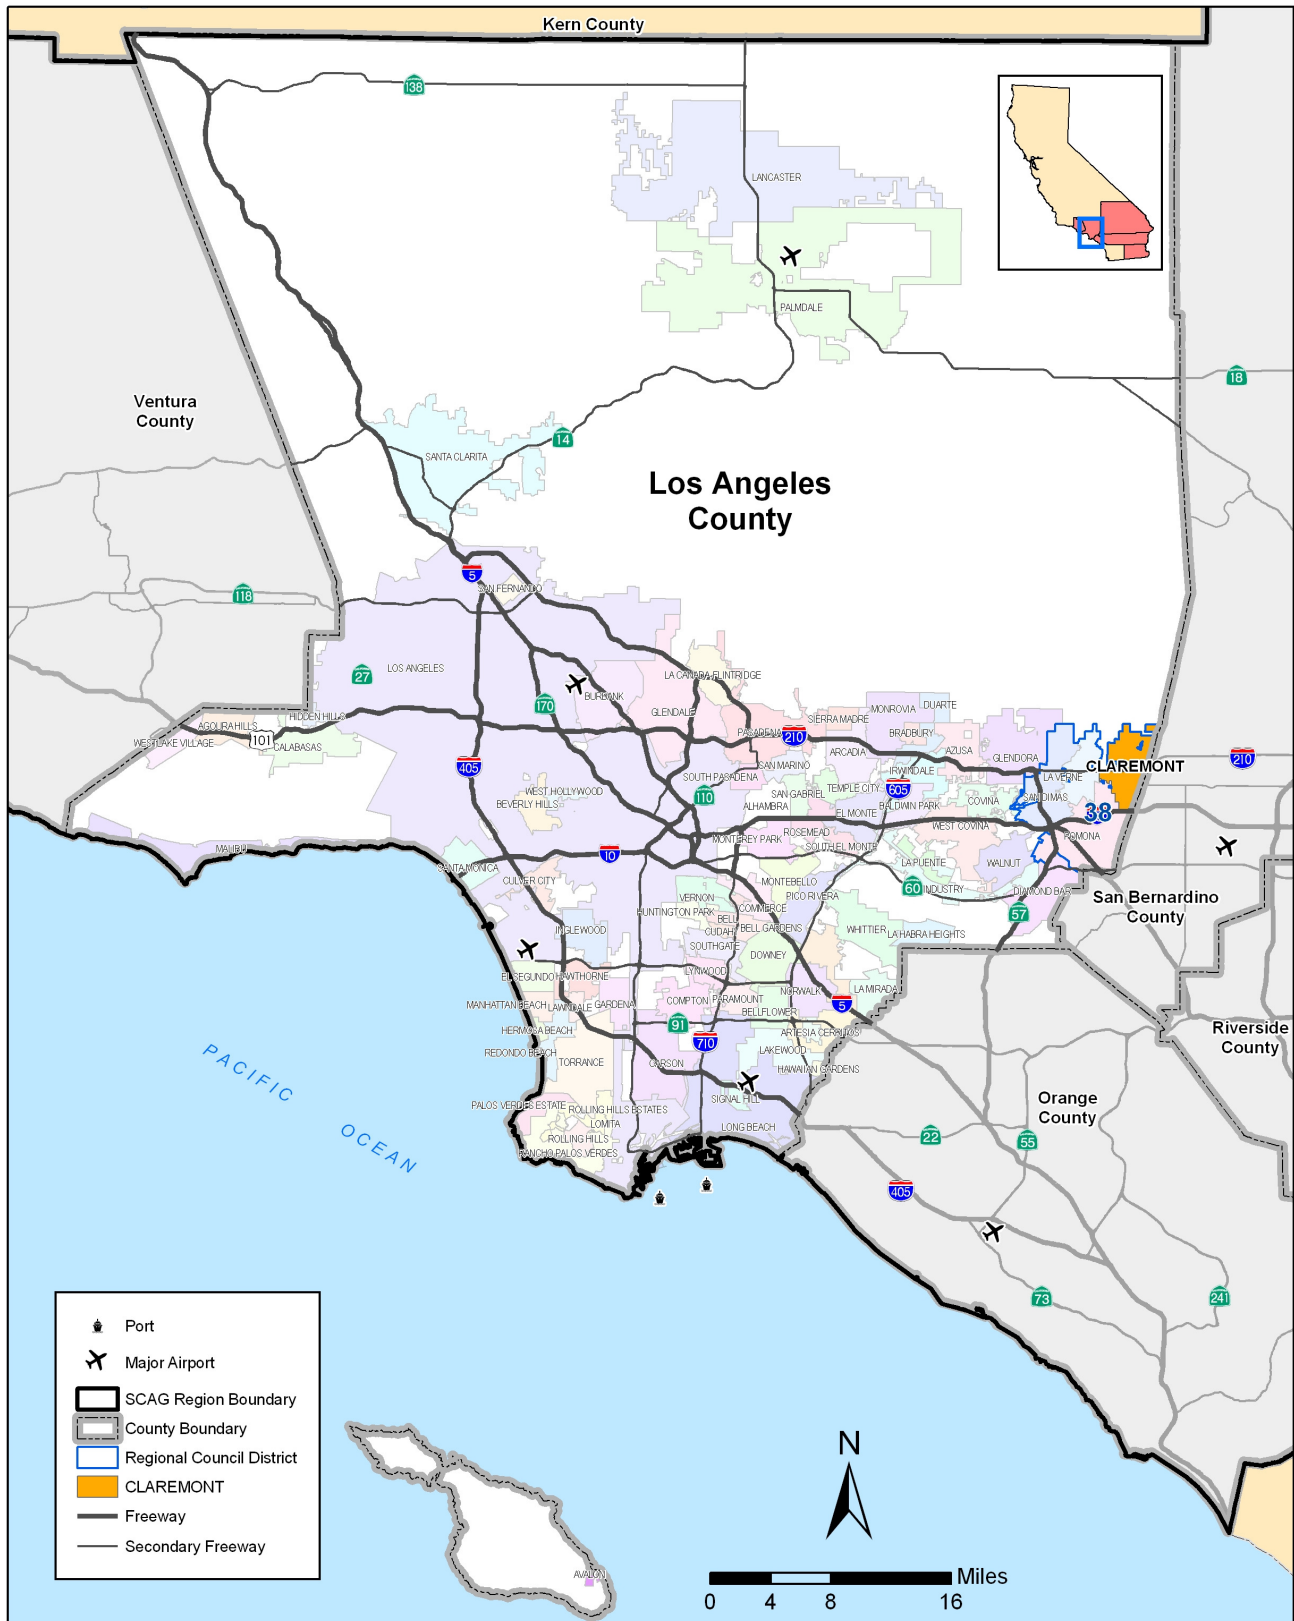 Kern County
138
LANCASTER
PALMDALE
18
Ventura
County
14
SANTA CLARITA
Los Angeles
County
5
SAN FERNANDO
118
LOS ANGELES
27
LA CANADA FLINTRIDGE
BURBANK
170
GLENDALE
HIDDEN HILLS
AGOURA HILLS
101
WESTLAKE VILLAGE
CALABASAS
MONROVIA
DUARTE
SIERRA MADRE
PASADENA
210
BRADBURY
ARCADIA
AZUSA
GLENDORA
210
CLAREMONT
405
SAN MARINO
IRWINDALE
LA VERNE
SOUTH PASADENA
WEST HOLLYWOOD
BEVERLY HILLS
110
SAN GABRIEL
TEMPLE CITY
605
ALHAMBRA
BALDWIN PARK
COVINA
SAN DIMAS
38
EL MONTE
WEST COVINA
MONTEREY PARK
ROSEMEAD
POMONA
SOUTH EL MONTE
MALIBU
10
SANTA MONICA
LA PUENTE
WALNUT
CULVER CITY
MONTEBELLO
60
INDUSTRY
DIAMOND BAR
VERNON
PICO RIVERA
San Bernardino
County
HUNTINGTON PARK
COMMERCE
57
BELL
BELL GARDENS
CUDAHY
INGLEWOOD
WHITTIER
LA HABRA HEIGHTS
SOUTHGATE
DOWNEY
EL SEGUNDO
HAWTHORNE
LYNWOOD
NORWALK
LA MIRADA
MANHATTAN BEACH
LAWNDALE
GARDENA
COMPTON
PARAMOUNT
5
BELLFLOWER
91
HERMOSA BEACH
710
ARTESIA
CERRITOS
Riverside
County
REDONDO BEACH
TORRANCE
CARSON
LAKEWOOD
HAWAIIAN GARDENS
PACIFIC
OCEAN
PALOS VERDES ESTATE
ROLLING HILLS ESTATES
SIGNAL HILL
Orange
County
LOMITA
LONG BEACH
ROLLING HILLS
RANCHO PALOS VERDES
22
55
405
73
241
Port
Major Airport
SCAG Region Boundary
County Boundary
Regional Council District
CLAREMONT
Freeway
Secondary Freeway
AVALON
N
Miles
0
4
8
16